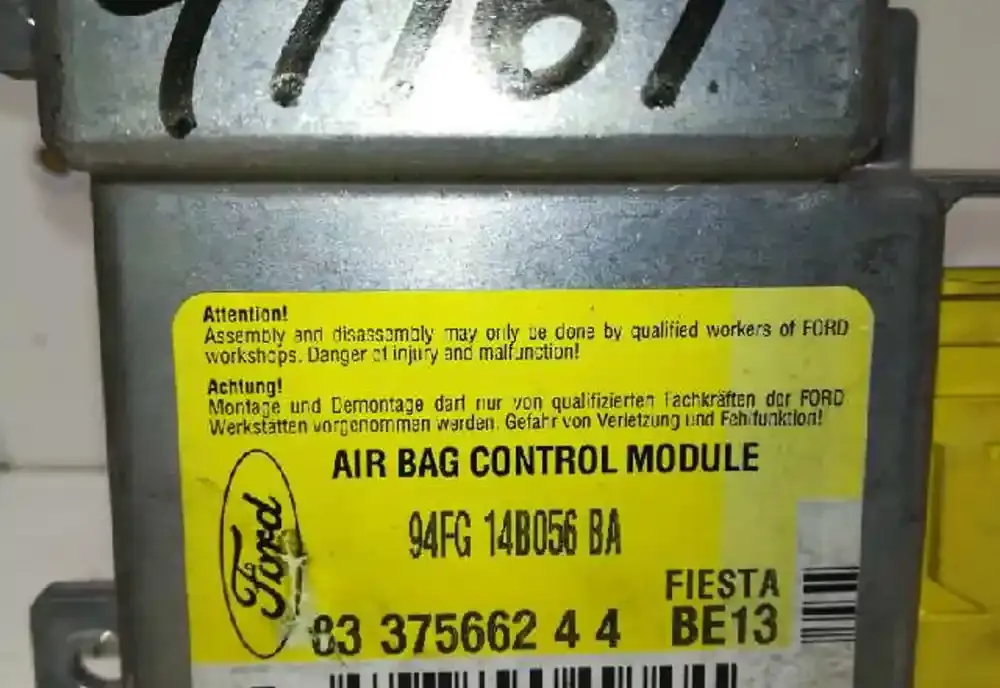 Attention!
Assembly and disassembly may only be done by qualified workers of FORD
workshops. Danger of injury and malfunction!
Achtung!
Montage und Demontage darf nur von qualifizierten Fachkräften der FORD
Werkstätten vorgenommen werden. Gefahr von Verletzung und Fehlfunktion!
AIR BAG CONTROL MODULE
94FG 14B056 BA
Ford
FIESTA
83 375662 4 4 BE13